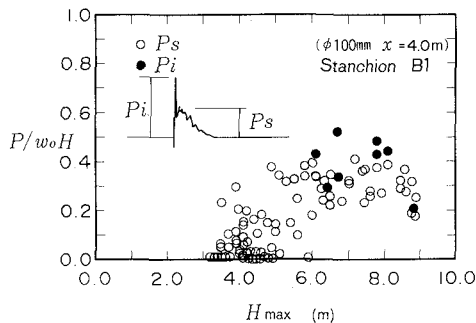 1.0
0.8
0.6
0.4
0.2
0.0
P/w₀H
○ Ps
● Pi
(φ100mm x=4.0m)
Stanchion B1
Pi
Ps
0.0 2.0 4.0 6.0 8.0 10.0
Hmax (m)